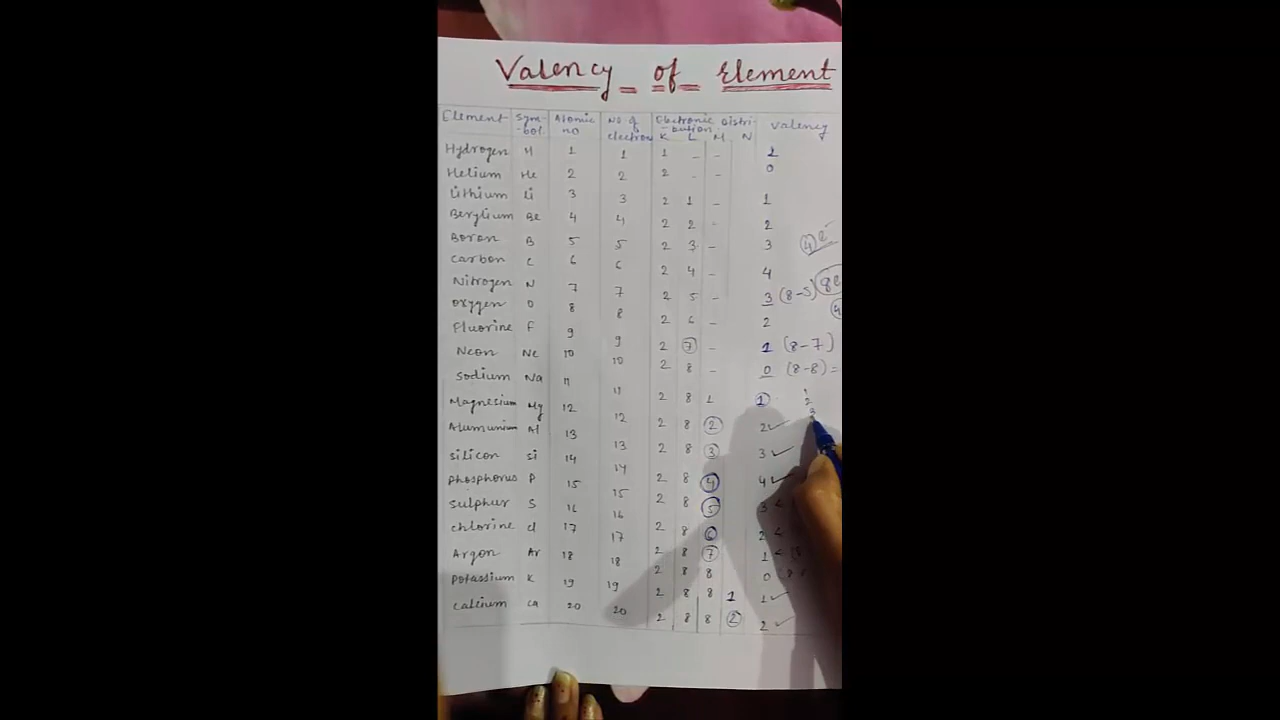 Valency of Element
Element Sym-bol Atomic no No of electron Electronic Distri-bution K L M N Valency
Hydrogen H 1 1 1 - - 1
Helium He 2 2 2 - - 0
Lithium Li 3 3 2 1 - 1
Berylium Be 4 4 2 2 - 2
Boron B 5 5 2 3 - 3 4 e-
Carbon C 6 6 2 4 - 4
Nitrogen N 7 7 2 5 - 3 (8-5) 8e
Oxygen O 8 8 2 6 - 2
Fluorine F 9 9 2 7 - 1 (8-7)
Neon Ne 10 10 2 8 - 0 (8-8) =
Sodium Na 11 11 2 8 1 1
Magnesium Mg 12 12 2 8 2 2
Alumunium Al 13 13 2 8 3 3
Silicon Si 14 14 2 8 4 4
Phosphorus P 15 15 2 8 5 3
Sulphur S 16 16 2 8 6 2
Chlorine Cl 17 17 2 8 7 1
Argon Ar 18 18 2 8 8 0
Potassium K 19 19 2 8 8 1 1
Calcium Ca 20 20 2 8 8 2 2